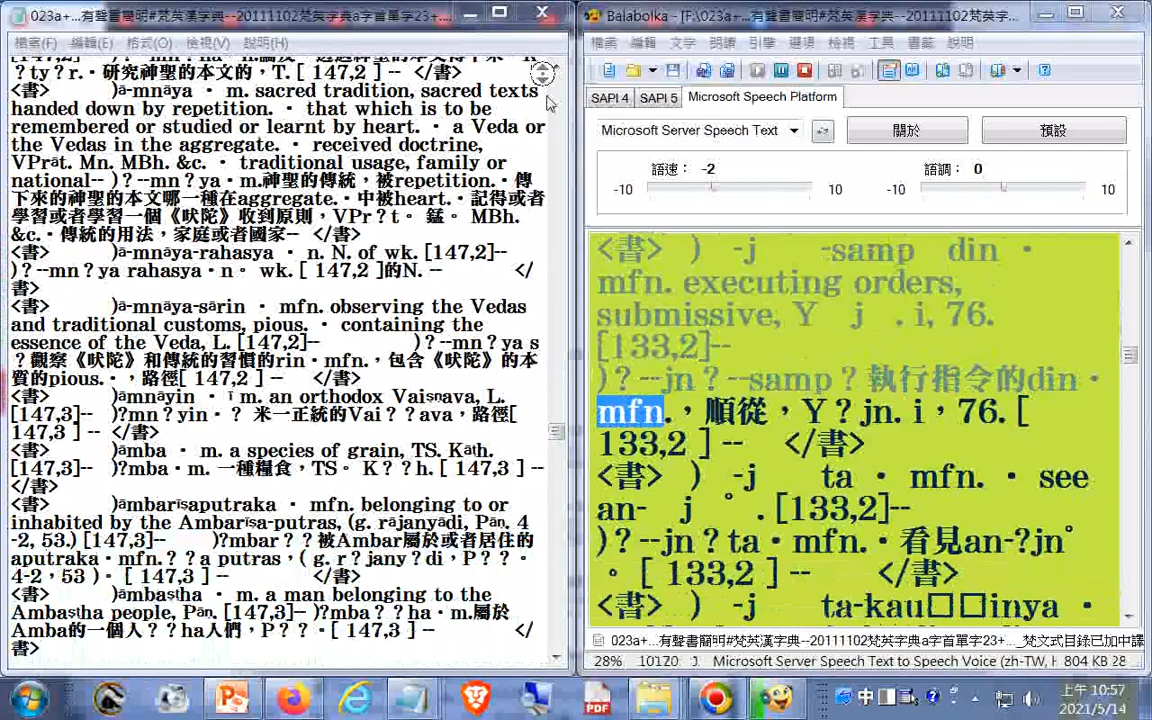 023a+...有聲書簡明#梵英漢字典--20111102梵英字典a字首單字23+...
檔案(F) 編輯(E) 格式(O) 檢視(V) 說明(H)
?ty?r.‧研究神聖的本文的，T. [ 147,2 ] -- </書>
<書> )ā-mnāya ‧ m. sacred tradition, sacred texts
handed down by repetition. ‧ that which is to be
remembered or studied or learnt by heart. ‧ a Veda or
the Vedas in the aggregate. ‧ received doctrine,
VPrāt. Mn. MBh. &c. ‧ traditional usage, family or
national-- )?--mn?ya‧m.神聖的傳統，被repetition.‧傳
下來的神聖的本文哪一種在aggregate.‧中被heart.‧記得或者
學習或者學習一個《吠陀》收到原則，VPr?t。錳。MBh.
&c.‧傳統的用法，家庭或者國家-- </書>
<書> )ā-mnāya-rahasya ‧ n. N. of wk. [147,2]--
)?--mn?ya rahasya‧n。wk. [ 147,2 ]的N. -- </
書>
<書> )ā-mnāya-sārin ‧ mfn. observing the Vedas
and traditional customs, pious. ‧ containing the
essence of the Veda, L. [147,2]-- )?--mn?ya s
?觀察《吠陀》和傳統的習慣的rin‧mfn.，包含《吠陀》的本
質的pious.‧，路徑[ 147,2 ] -- </書>
<書> )āmnāyin ‧ ī m. an orthodox Vaiṣṇava, L.
[147,3]-- )?mn?yin‧？米一正統的Vai??ava，路徑[
147,3 ] -- </書>
<書> )āmba ‧ m. a species of grain, TS. Kāṭh.
[147,3]-- )?mba‧m. 一種糧食，TS。K??h. [ 147,3 ] --
</書>
<書> )āmbarīṣaputraka ‧ mfn. belonging to or
inhabited by the Ambarīṣa-putras, (g. rājanyādi, Pāṇ. 4
-2, 53.) [147,3]-- )?mbar??被Ambar屬於或者居住的
aputraka‧mfn.??a putras，( g. r?jany?di，P??。
4-2，53 )。[ 147,3 ] -- </書>
<書> )āmbaṣṭha ‧ m. a man belonging to the
Ambaṣṭha people, Pāṇ. [147,3]-- )?mba??ha‧m.屬於
Amba的一個人??ha人們，P??‧[ 147,3 ] -- </
書>
Balabolka - [F:\023a+...有聲書簡明#梵英漢字典--20111102梵英字...
檔案 編輯 文字 朗讀 引擎 選項 檢視 工具 書籤 說明
SAPI 4 SAPI 5 Microsoft Speech Platform
Microsoft Server Speech Text 關於 預設
語速： -2 語調： 0
-10 10 -10 10
<書> ) -j -samp din ‧
mfn. executing orders,
submissive, Y j . i, 76.
[133,2]--
)?--jn?--samp?執行指令的din‧
mfn.，順從，Y?jn. i，76. [
133,2 ] -- </書>
<書> ) -j ta ‧ mfn. ‧ see
an- j ˚ . [133,2]--
)?--jn?ta‧mfn.‧看見an-?jn˚
。[ 133,2 ] -- </書>
<書> ) -j ta-kau□□inya ‧
023a+...有聲書簡明#梵英漢字典--20111102梵英字典a字首單字23+..._梵文式目錄已加中譯
28% 10170 Microsoft Server Speech Text to Speech Voice (zh-TW, 804 KB
中
上午 10:57
2021/5/14